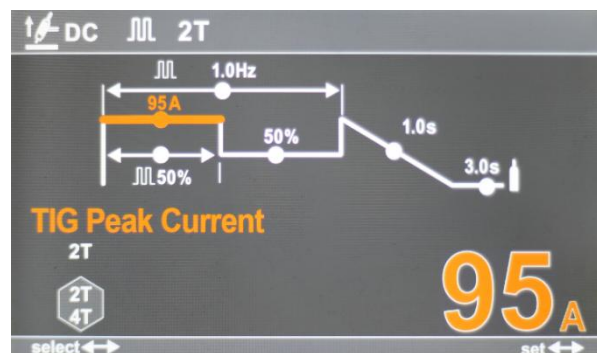 DC 2T
1.0Hz
95A
50%
1.0s
50%
3.0s
TIG Peak Current
2T
2T
4T
95A
select
set